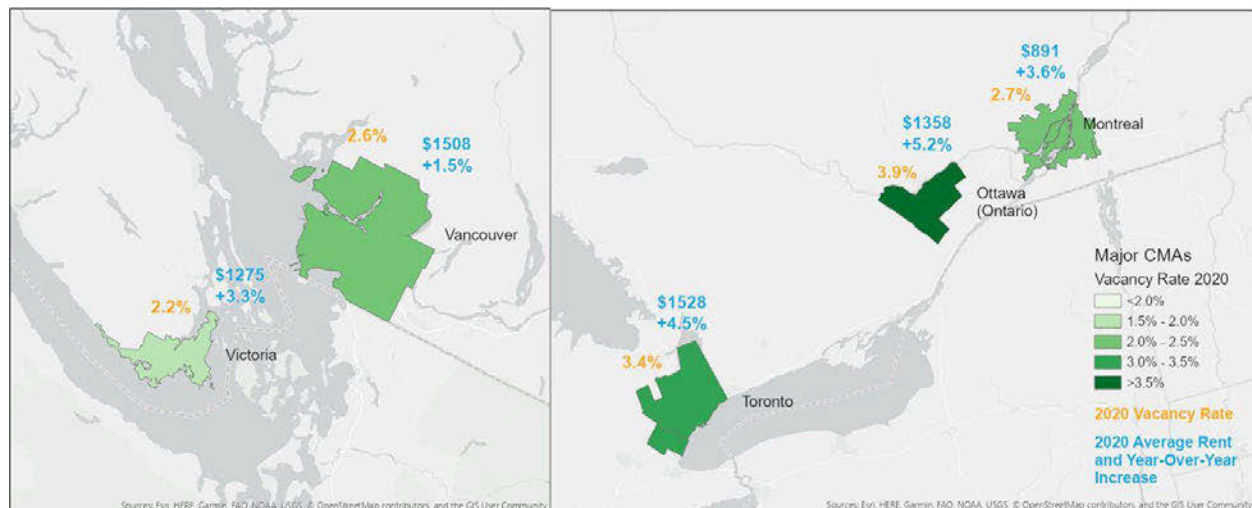 2.6%
$1508
+1.5%
Vancouver
$1275
+3.3%
2.2%
Victoria
Sources: Esri, HERE, Garmin, FAO, NOAA, USGS, © OpenStreetMap contributors, and the GIS User Community
$891
+3.6%
2.7%
Montreal
$1358
+5.2%
3.9%
Ottawa
(Ontario)
$1528
+4.5%
3.4%
Toronto
Major CMAs
Vacancy Rate 2020
<2.0%
1.5% - 2.0%
2.0% - 2.5%
3.0% - 3.5%
>3.5%
2020 Vacancy Rate
2020 Average Rent
and Year-Over-Year
Increase
Sources: Esri, HERE, Garmin, FAO, NOAA, USGS, © OpenStreetMap contributors, and the GIS User Community